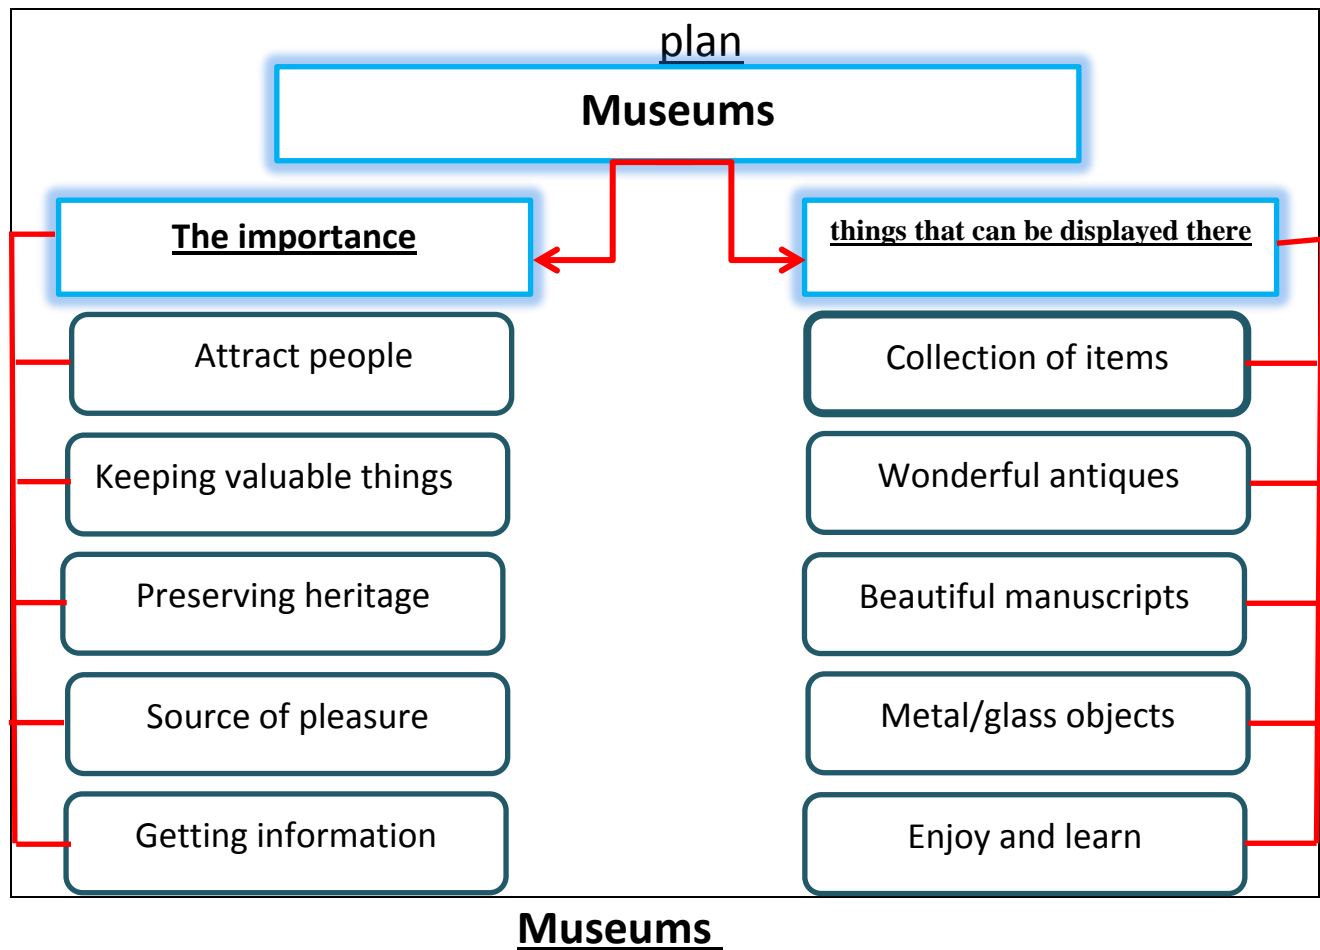 plan
Museums
The importance
Attract people
Keeping valuable things
Preserving heritage
Source of pleasure
Getting information
things that can be displayed there
Collection of items
Wonderful antiques
Beautiful manuscripts
Metal/glass objects
Enjoy and learn
Museums